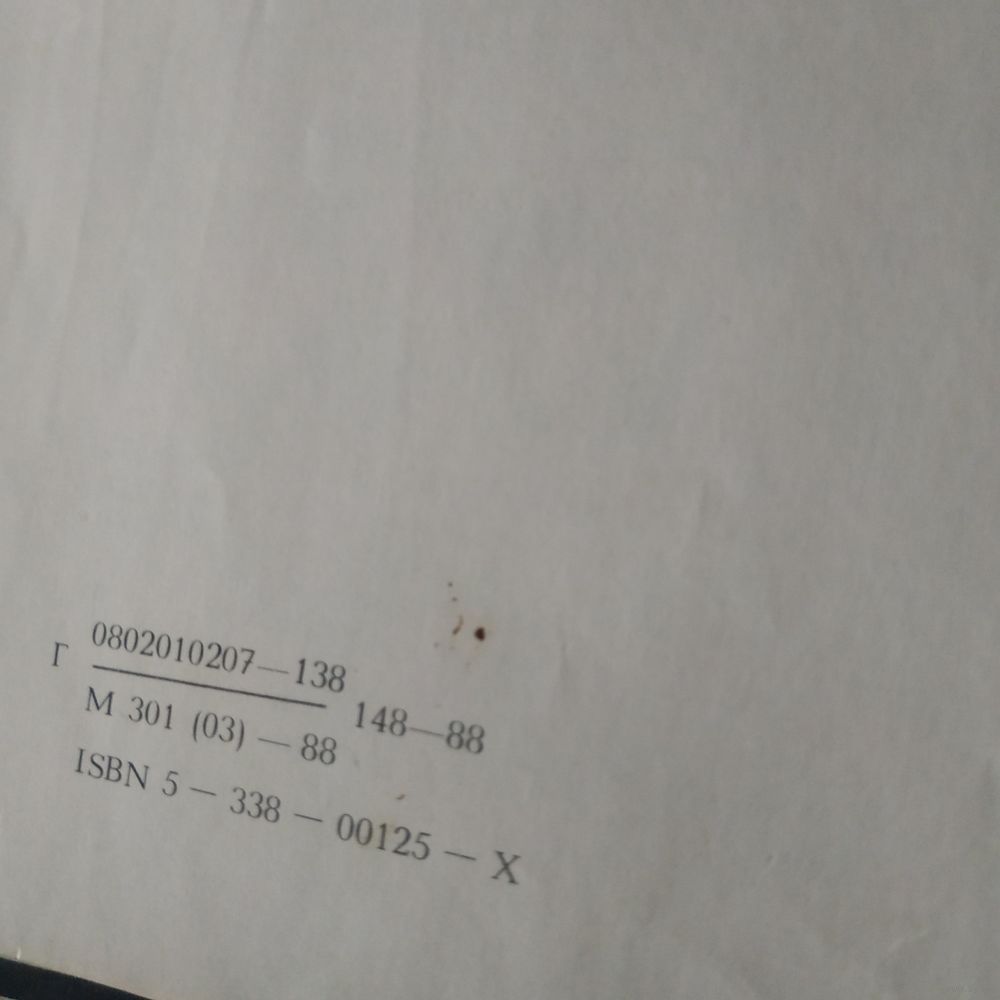 Г 0802010207—138
М 301 (03) — 88 148—88
ISBN 5 — 338 — 00125 — X